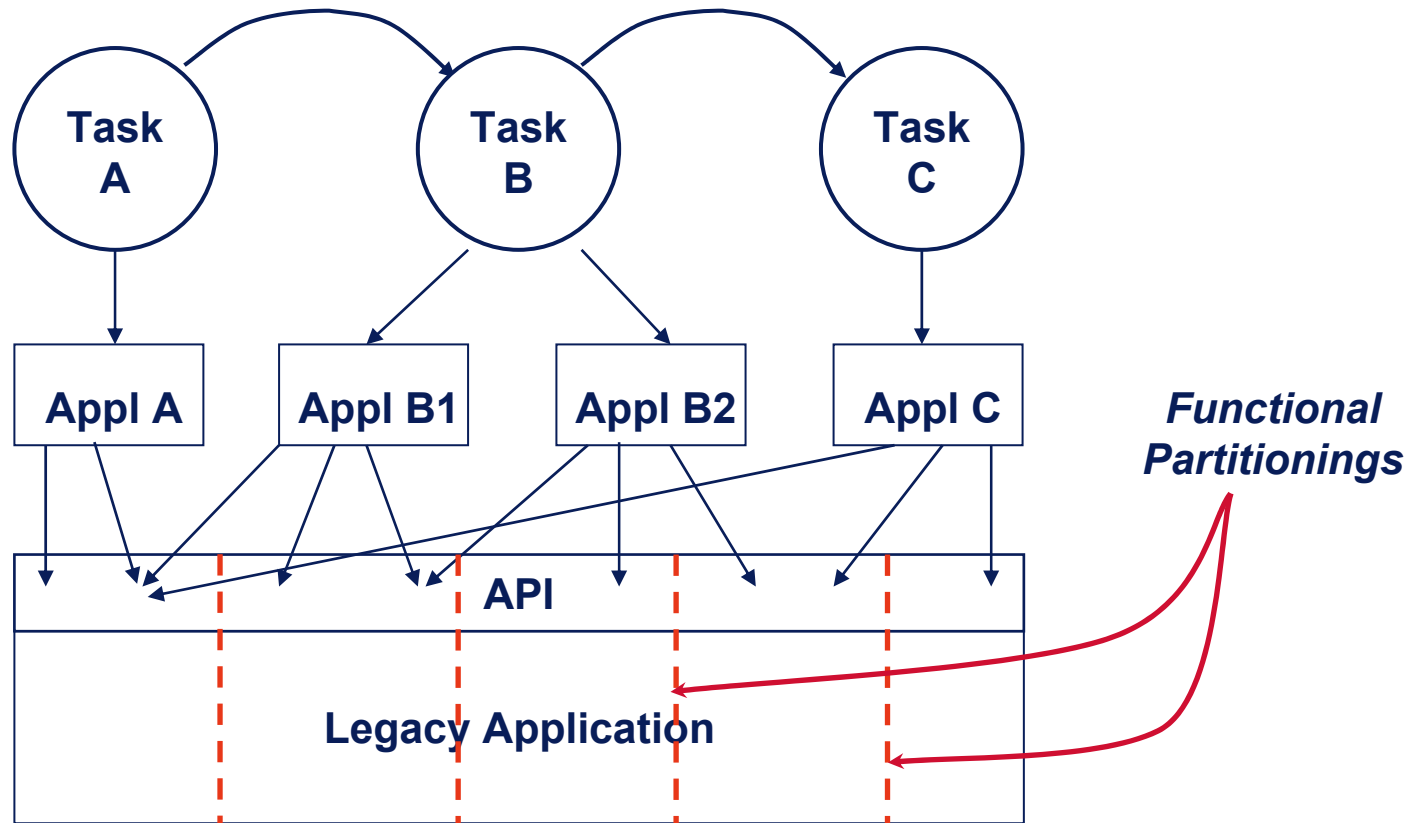 Task
A
Task
B
Task
C
Appl A
Appl B1
Appl B2
Appl C
Functional
Partitionings
API
Legacy Application